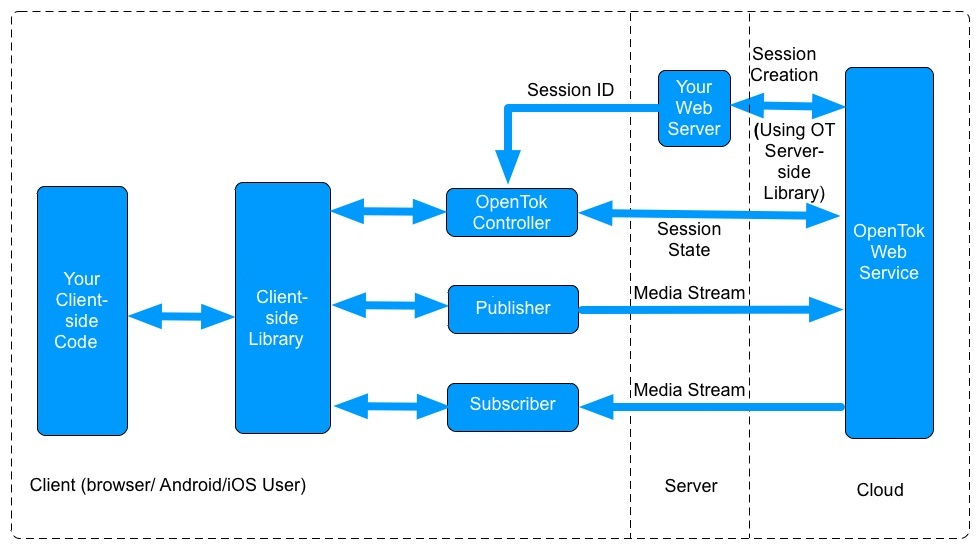 Session
Creation
Session ID
Your
Web
Server
(Using OT
Server-
side
Library)
OpenTok
Controller
Session
State
OpenTok
Web
Service
Your
Client-
side
Code
Client-
side
Library
Publisher
Media Stream
Subscriber
Media Stream
Client (browser/ Android/iOS User)
Server
Cloud